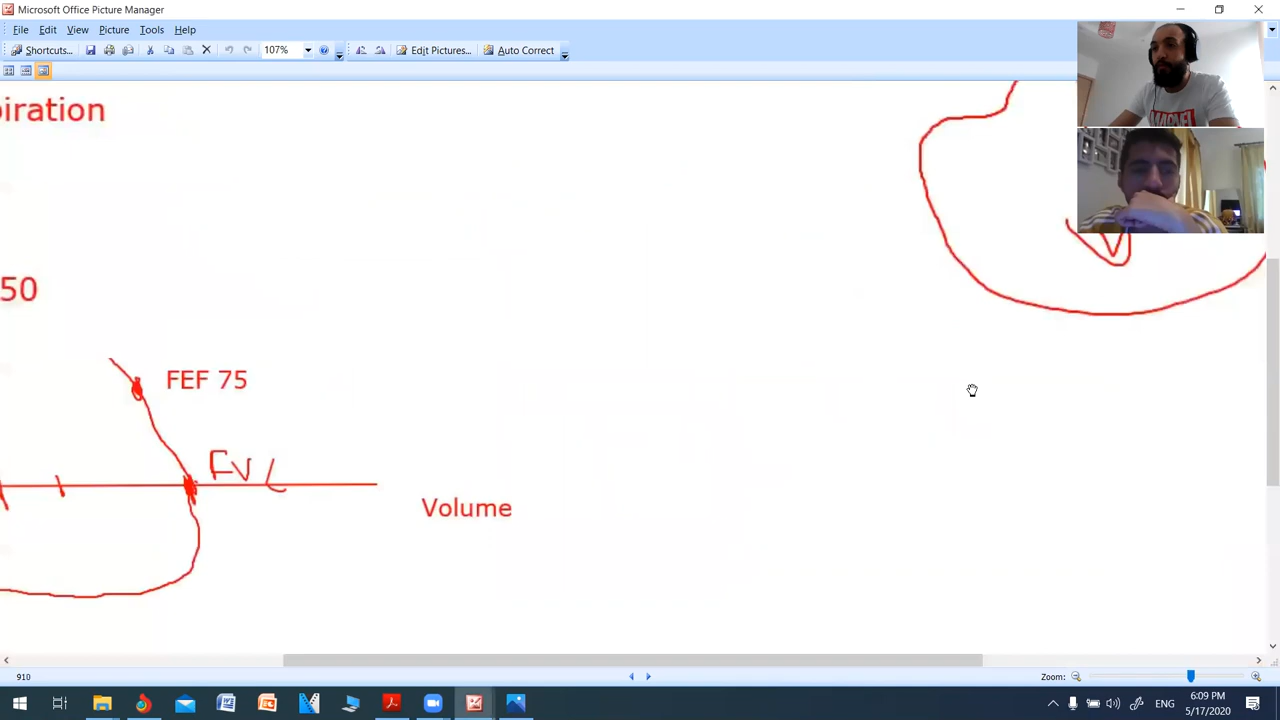 Microsoft Office Picture Manager
File Edit View Picture Tools Help
Shortcuts... 107% Edit Pictures... Auto Correct
piration
50
FEF 75
FVC
Volume
V
MARVEL
910
Zoom:
ENG
6:09 PM
5/17/2020